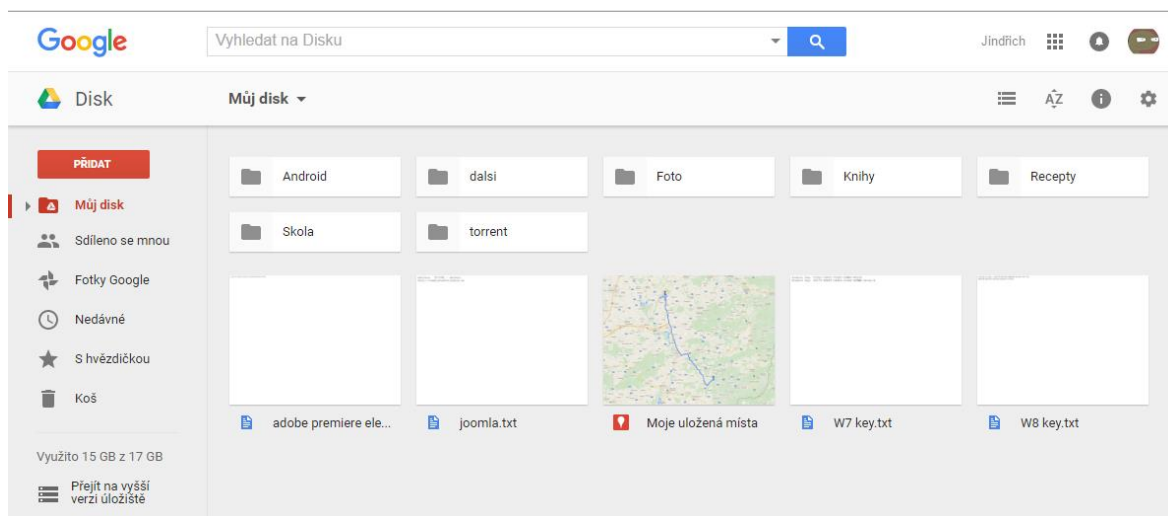 Google
Vyhledat na Disku
Jindřich
Disk
Můj disk
AZ
PŘIDAT
Můj disk
Sdíleno se mnou
Fotky Google
Nedávné
S hvězdičkou
Koš
Využito 15 GB z 17 GB
Přejít na vyšší
verzi úložiště
Android
dalsi
Foto
Knihy
Recepty
Skola
torrent
adobe premiere ele...
joomla.txt
Moje uložená místa
W7 key.txt
W8 key.txt